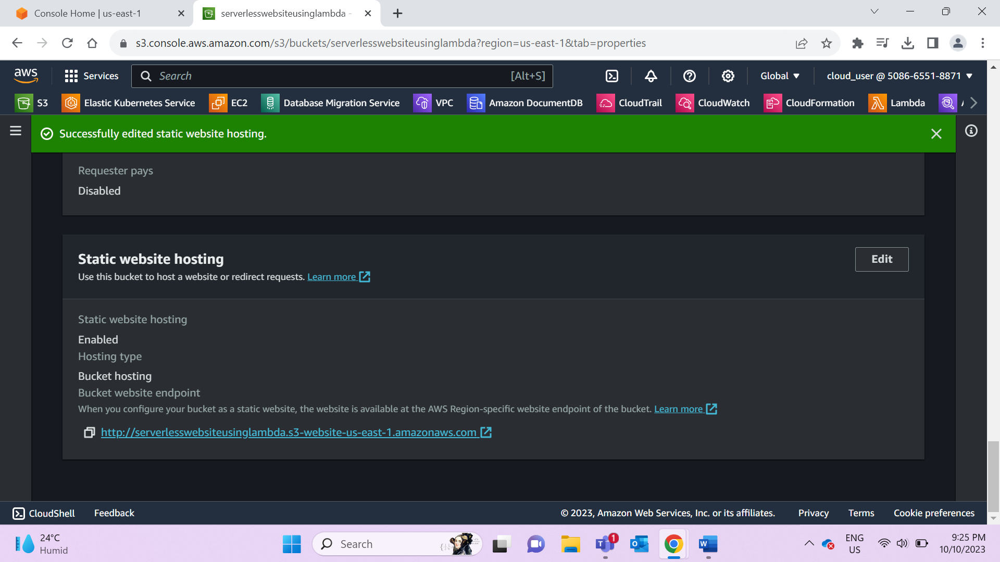 Console Home | us-east-1
serverlesswebsiteusinglambda -
s3.console.aws.amazon.com/s3/buckets/serverlesswebsiteusinglambda?region=us-east-1&tab=properties
aws
Services
Search
[Alt+S]
Global
cloud_user @ 5086-6551-8871
S3
Elastic Kubernetes Service
EC2
Database Migration Service
VPC
Amazon DocumentDB
CloudTrail
CloudWatch
CloudFormation
Lambda
Successfully edited static website hosting.
Requester pays
Disabled
Static website hosting
Edit
Use this bucket to host a website or redirect requests. Learn more
Static website hosting
Enabled
Hosting type
Bucket hosting
Bucket website endpoint
When you configure your bucket as a static website, the website is available at the AWS Region-specific website endpoint of the bucket. Learn more
http://serverlesswebsiteusinglambda.s3-website-us-east-1.amazonaws.com
CloudShell
Feedback
© 2023, Amazon Web Services, Inc. or its affiliates.
Privacy
Terms
Cookie preferences
24°C
Humid
Search
1
ENG
US
9:25 PM
10/10/2023